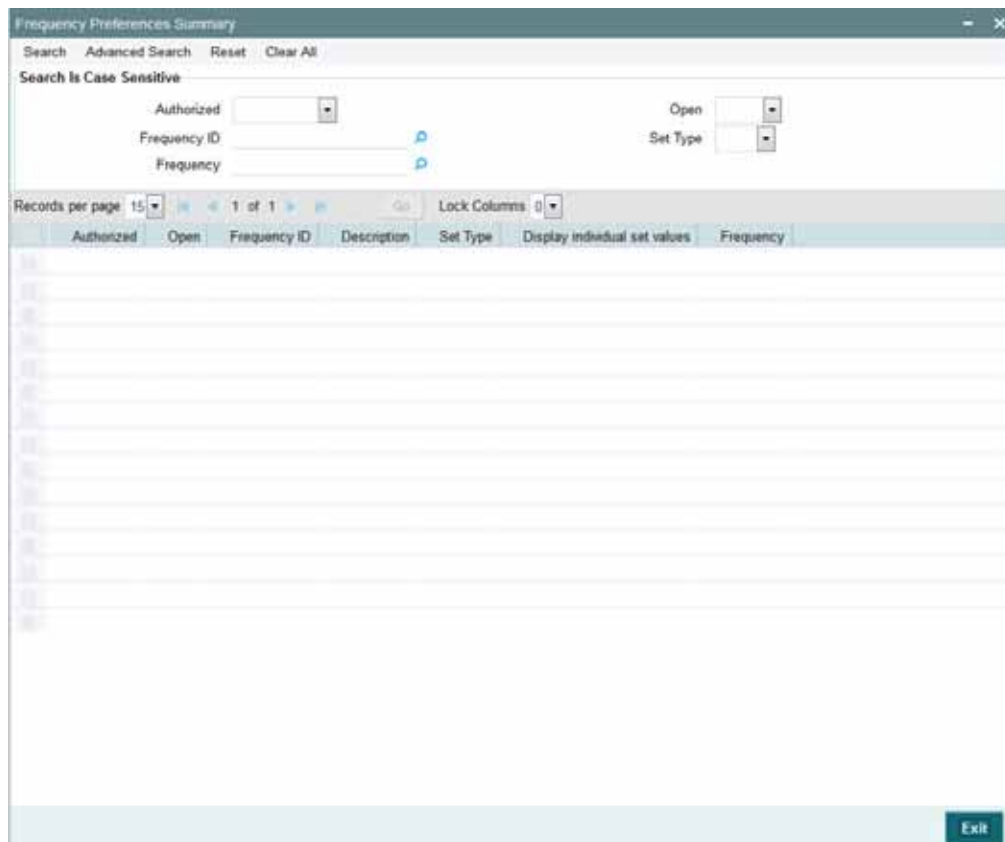 Frequency Preferences Summary
Search Advanced Search Reset Clear All
Search Is Case Sensitive
Authorized Open
Frequency ID Set Type
Frequency
Records per page 15 1 of 1 Go Lock Columns 0
Authorized Open Frequency ID Description Set Type Display individual set values Frequency
Exit